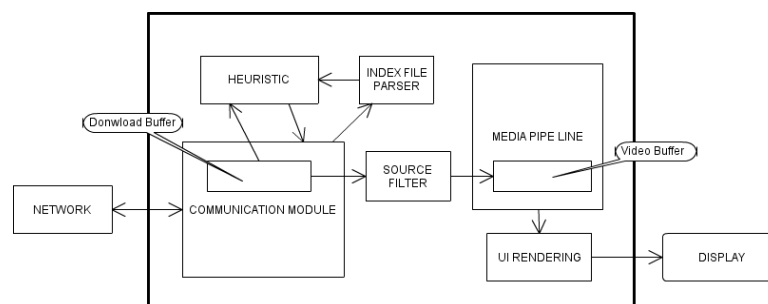 HEURISTIC
INDEX FILE
PARSER
Donwload Buffer
MEDIA PIPE LINE
Video Buffer
SOURCE
FILTER
NETWORK
COMMUNICATION MODULE
UI RENDERING
DISPLAY